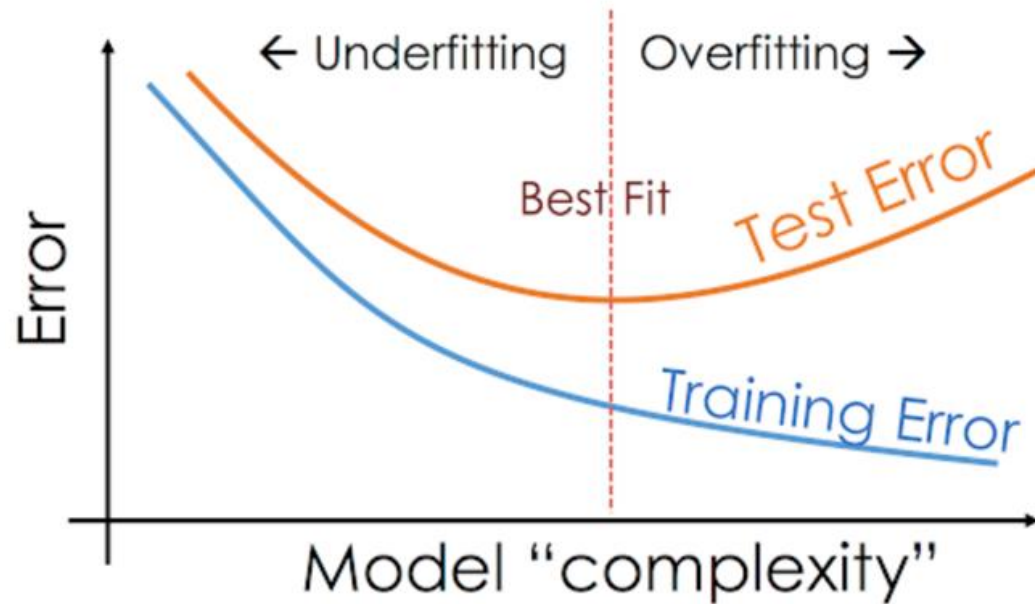 ← Underfitting
Overfitting →
Best Fit
Test Error
Error
Training Error
Model “complexity”